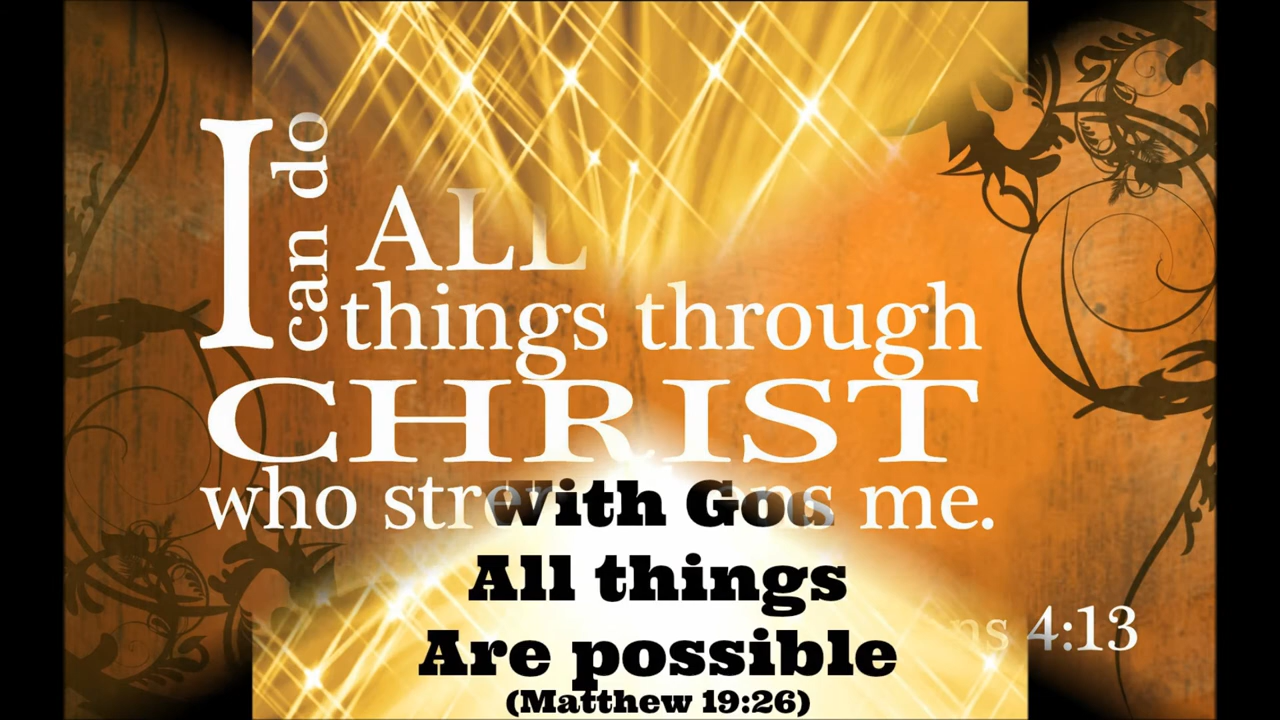 I can do ALL
things through
CHRIST
who strengthens me.
With God
All things
Are possible
4:13
(Matthew 19:26)